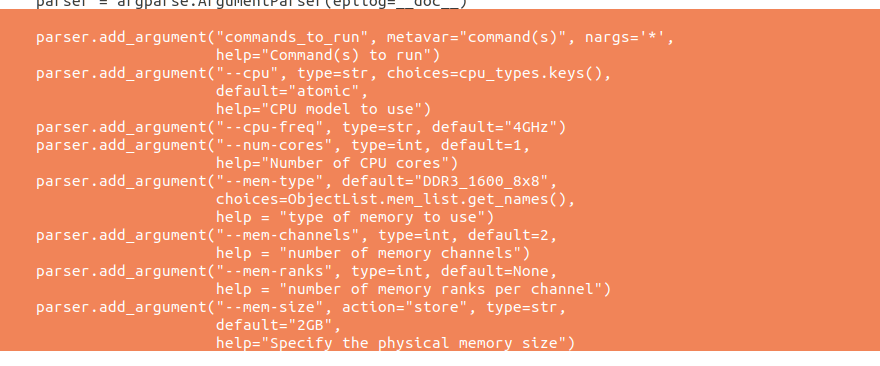 parser = argparse.ArgumentParser(epilog=__doc__)
parser.add_argument("commands_to_run", metavar="command(s)", nargs='*',
help="Command(s) to run")
parser.add_argument("--cpu", type=str, choices=cpu_types.keys(),
default="atomic",
help="CPU model to use")
parser.add_argument("--cpu-freq", type=str, default="4GHz")
parser.add_argument("--num-cores", type=int, default=1,
help="Number of CPU cores")
parser.add_argument("--mem-type", default="DDR3_1600_8x8",
choices=ObjectList.mem_list.get_names(),
help = "type of memory to use")
parser.add_argument("--mem-channels", type=int, default=2,
help = "number of memory channels")
parser.add_argument("--mem-ranks", type=int, default=None,
help = "number of memory ranks per channel")
parser.add_argument("--mem-size", action="store", type=str,
default="2GB",
help="Specify the physical memory size")